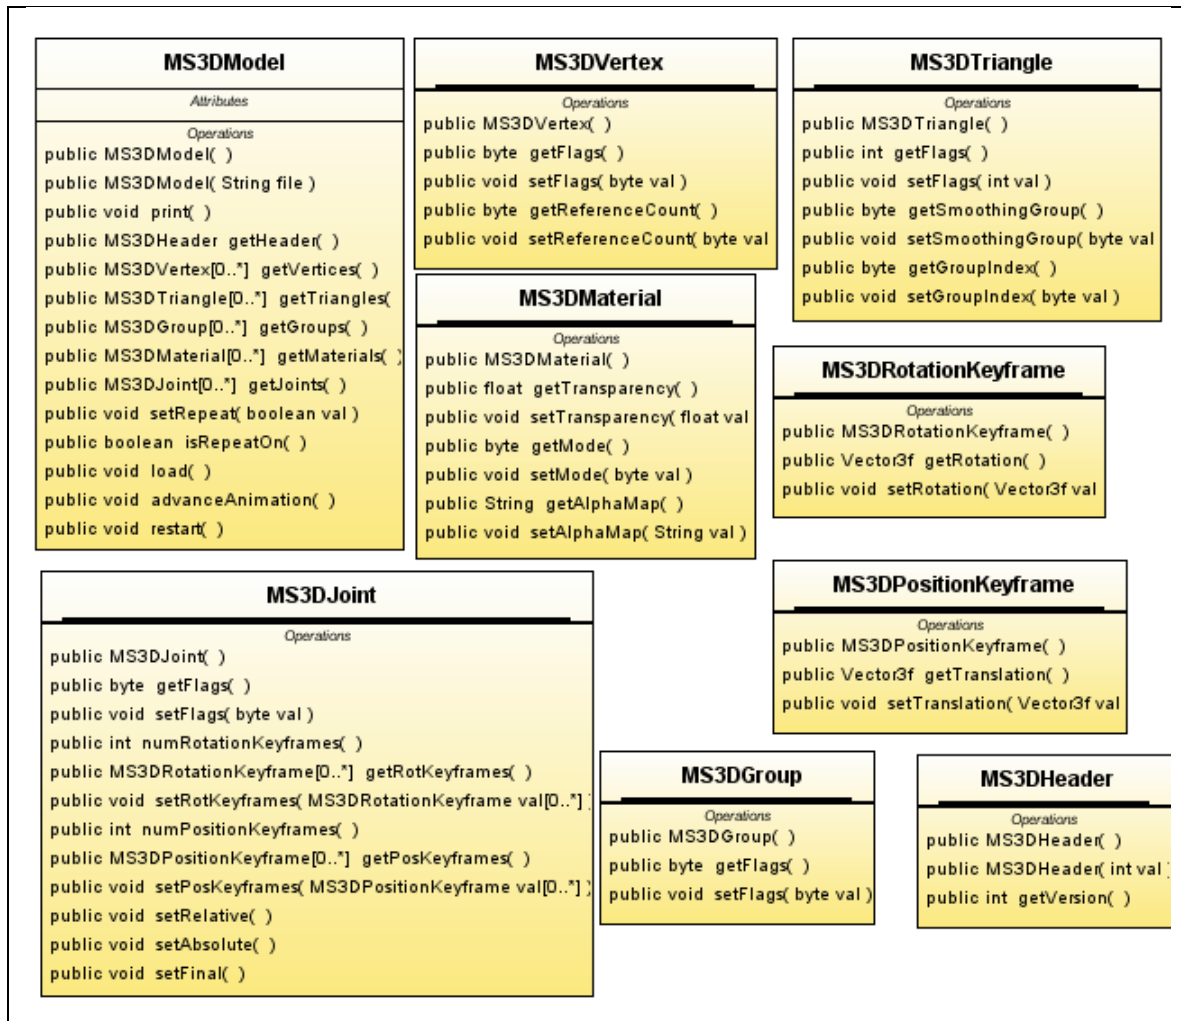 MS3DModel
Attributes
Operations
public MS3DModel( )
public MS3DModel( String file )
public void print( )
public MS3DHeader getHeader( )
public MS3DVertex[0..*] getVertices( )
public MS3DTriangle[0..*] getTriangles(
public MS3DGroup[0..*] getGroups( )
public MS3DMaterial[0..*] getMaterials( )
public MS3DJoint[0..*] getJoints( )
public void setRepeat( boolean val )
public boolean isRepeatOn( )
public void load( )
public void advanceAnimation( )
public void restart( )
MS3DVertex
Operations
public MS3DVertex( )
public byte getFlags( )
public void setFlags( byte val )
public byte getReferenceCount( )
public void setReferenceCount( byte val
MS3DTriangle
Operations
public MS3DTriangle( )
public int getFlags( )
public void setFlags( int val )
public byte getSmoothingGroup( )
public void setSmoothingGroup( byte val
public byte getGroupIndex( )
public void setGroupIndex( byte val )
MS3DMaterial
Operations
public MS3DMaterial( )
public float getTransparency( )
public void setTransparency( float val
public byte getMode( )
public void setMode( byte val )
public String getAlphaMap( )
public void setAlphaMap( String val )
MS3DRotationKeyframe
Operations
public MS3DRotationKeyframe( )
public Vector3f getRotation( )
public void setRotation( Vector3f val
MS3DJoint
Operations
public MS3DJoint( )
public byte getFlags( )
public void setFlags( byte val )
public int numRotationKeyframes( )
public MS3DRotationKeyframe[0..*] getRotKeyframes( )
public void setRotKeyframes( MS3DRotationKeyframe val[0..*] )
public int numPositionKeyframes( )
public MS3DPositionKeyframe[0..*] getPosKeyframes( )
public void setPosKeyframes( MS3DPositionKeyframe val[0..*] )
public void setRelative( )
public void setAbsolute( )
public void setFinal( )
MS3DPositionKeyframe
Operations
public MS3DPositionKeyframe( )
public Vector3f getTranslation( )
public void setTranslation( Vector3f val
MS3DGroup
Operations
public MS3DGroup( )
public byte getFlags( )
public void setFlags( byte val )
MS3DHeader
Operations
public MS3DHeader( )
public MS3DHeader( int val )
public int getVersion( )